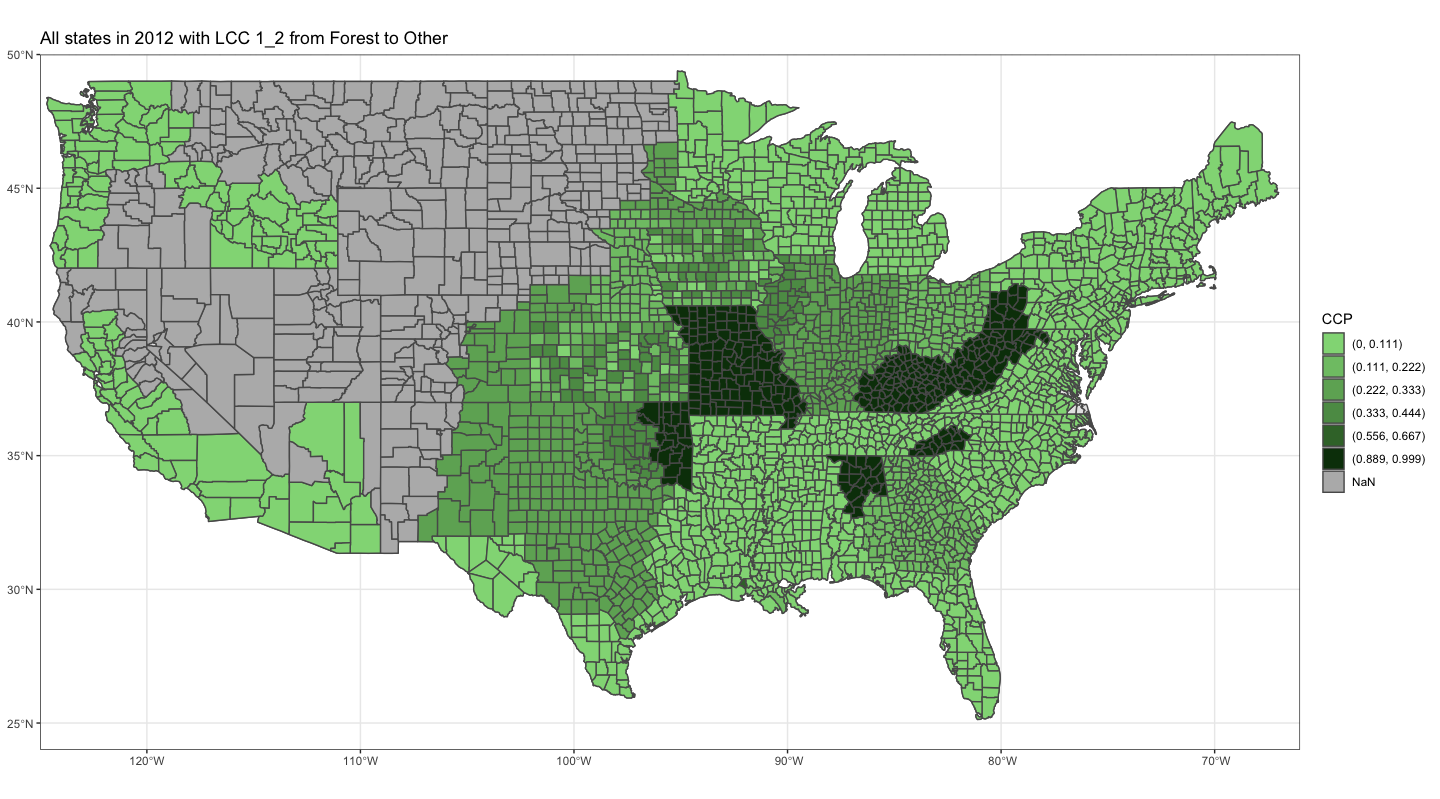 All states in 2012 with LCC 1_2 from Forest to Other
50°N
45°N
40°N
35°N
30°N
25°N
120°W
110°W
100°W
90°W
80°W
70°W
CCP
(0, 0.111)
(0.111, 0.222)
(0.222, 0.333)
(0.333, 0.444)
(0.556, 0.667)
(0.889, 0.999)
NaN